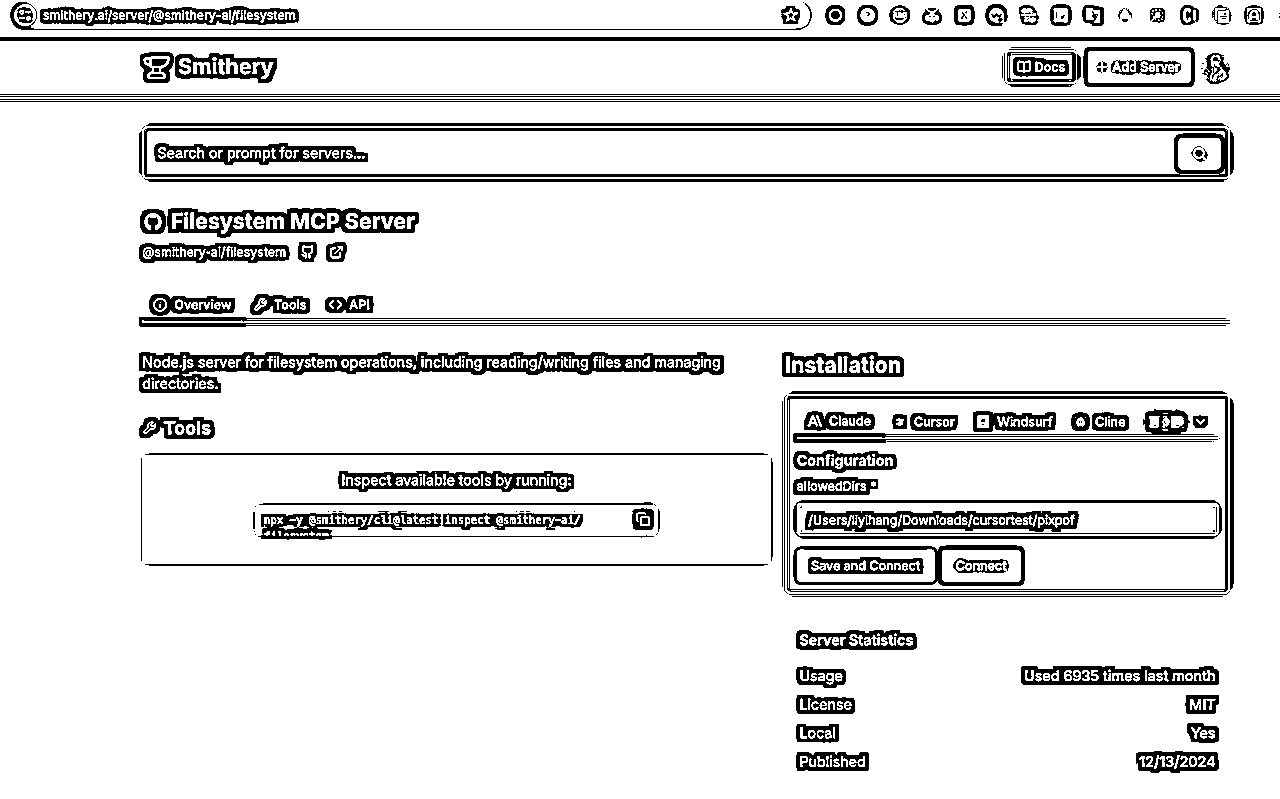 smithery.ai/server/@smithery-ai/filesystem
Smithery
Docs
Add Server
Search or prompt for servers...
Filesystem MCP Server
@smithery-ai/filesystem
Overview
Tools
API
Node.js server for filesystem operations, including reading/writing files and managing
directories.
Tools
Inspect available tools by running:
npx -y @smithery/cli@latest inspect @smithery-ai/
filesystem
Installation
Claude
Cursor
Windsurf
Cline
Configuration
allowedDirs *
/Users/liyihang/Downloads/cursortest/pixpof
Save and Connect
Connect
Server Statistics
Usage
Used 6935 times last month
License
MIT
Local
Yes
Published
12/13/2024